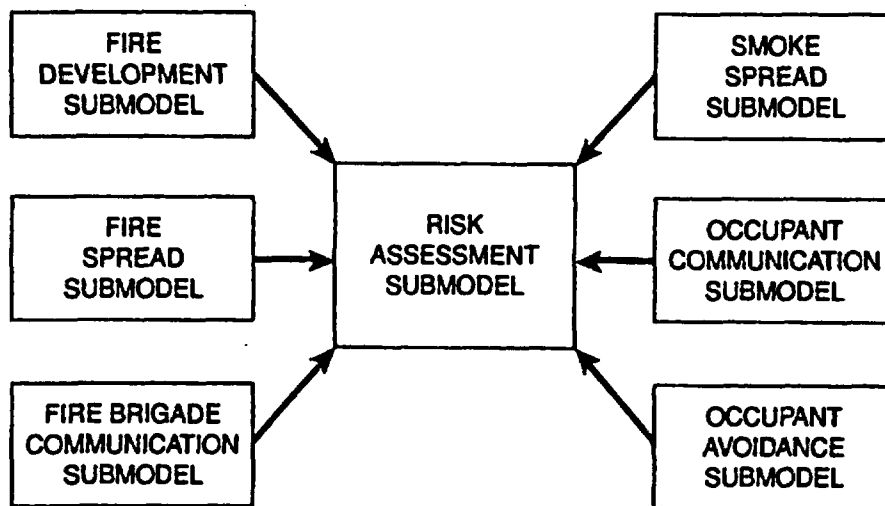 FIRE
DEVELOPMENT
SUBMODEL
FIRE
SPREAD
SUBMODEL
FIRE BRIGADE
COMMUNICATION
SUBMODEL
RISK
ASSESSMENT
SUBMODEL
SMOKE
SPREAD
SUBMODEL
OCCUPANT
COMMUNICATION
SUBMODEL
OCCUPANT
AVOIDANCE
SUBMODEL